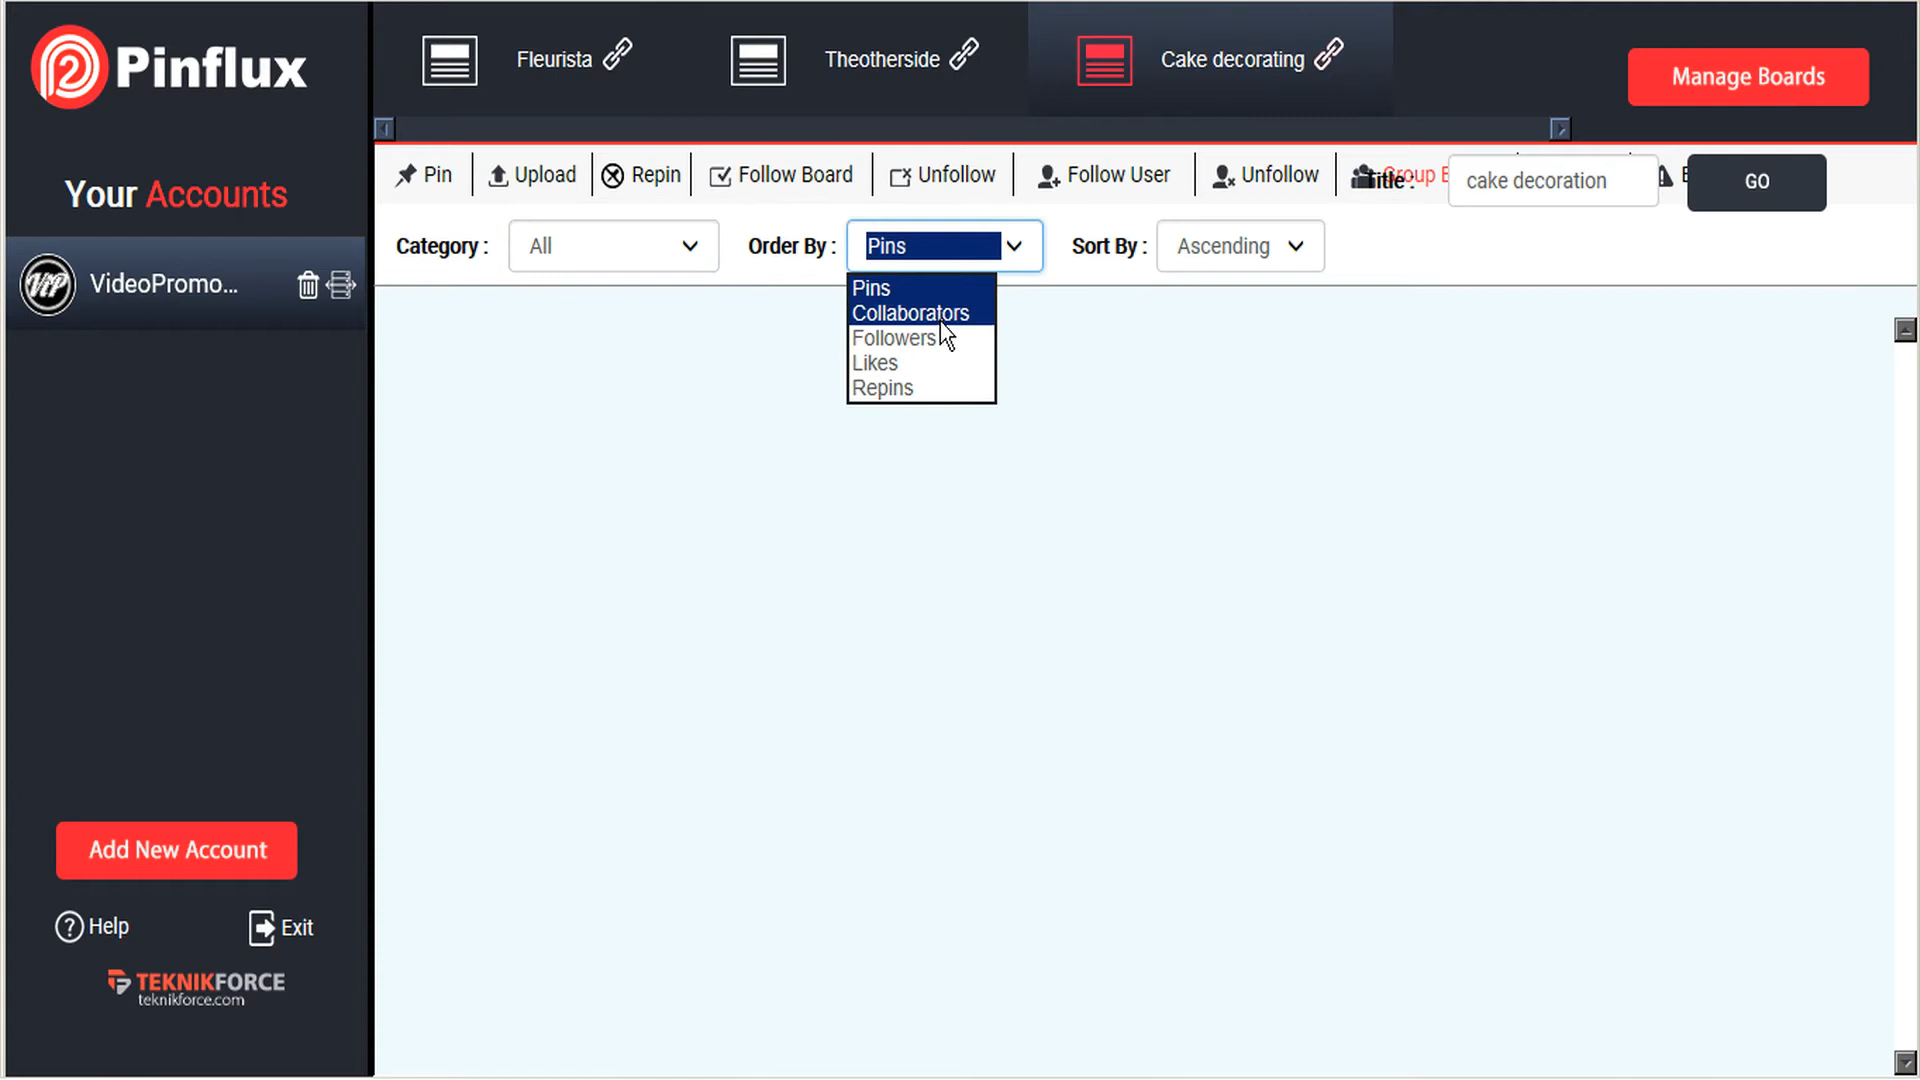 Pinflux
Fleurista
Theotherside
Cake decorating
Manage Boards
Your Accounts
VideoPromo...
Pin
Upload
Repin
Follow Board
Unfollow
Follow User
Unfollow
Group
Title :
cake decoration
GO
Category :
All
Order By :
Pins
Sort By :
Ascending
Pins
Collaborators
Followers
Likes
Repins
Add New Account
Help
Exit
TEKNIKFORCE
teknikforce.com